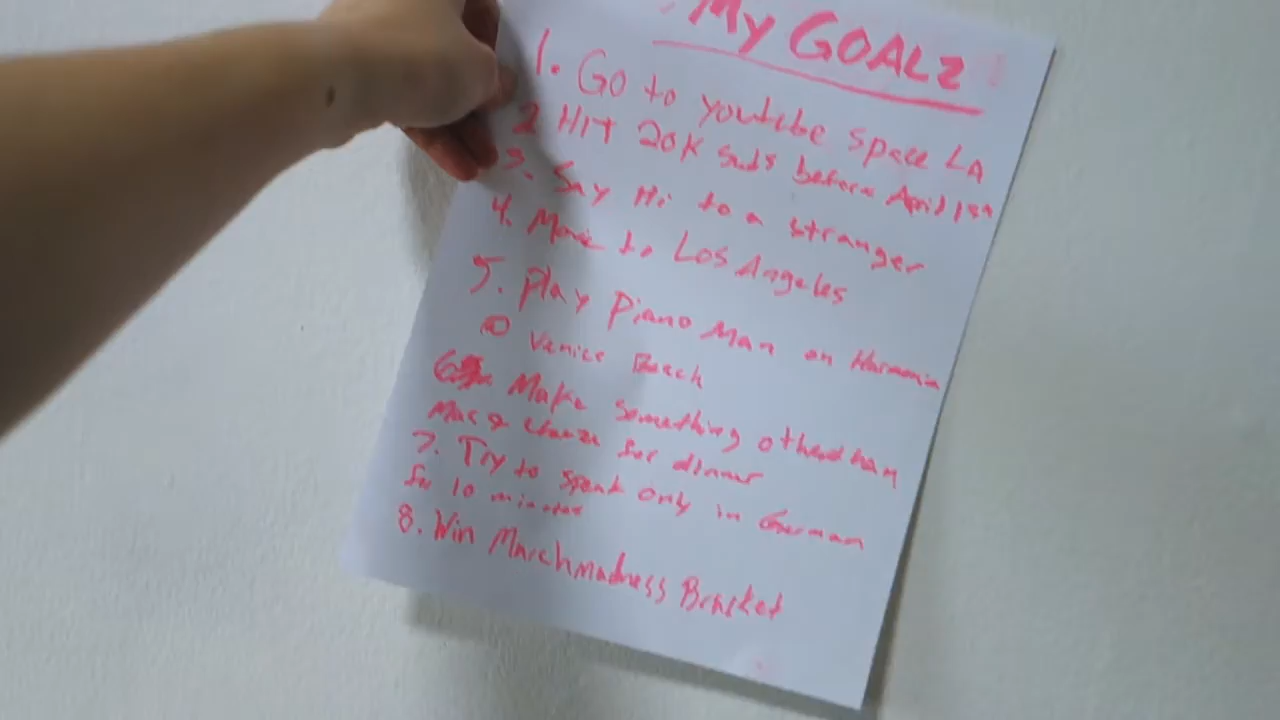 My GOALZ
1. Go to youtube space LA
2 HIT 20K Subs before April 1st
3. Say Hi to a stranger
4. Move to Los Angeles
5. Play Piano Man on Harmonica
@ Venice Beach
6 Make something other than
Mac & cheeze for dinner
7. Try to speak only in German
for 10 minutes
8. Win Marchmadness Bracket